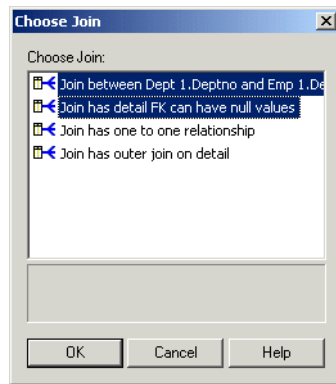 Choose Join
Choose Join:
Join between Dept 1.Deptno and Emp 1.De
Join has detail FK can have null values
Join has one to one relationship
Join has outer join on detail
OK
Cancel
Help